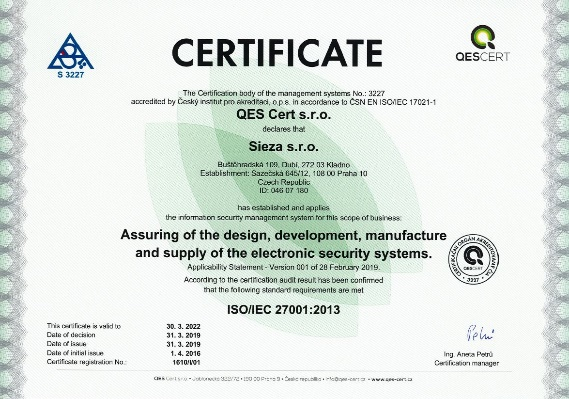 CERTIFICATE
S 3227
QESCERT
The Certification body of the management systems No.: 3227
accredited by Český institut pro akreditaci, o.p.s. in accordance to ČSN EN ISO/IEC 17021-1
QES Cert s.r.o.
declares that
Sieza s.r.o.
Buštěhradská 109, Dubí, 272 03 Kladno
Establishment: Sazečská 645/12, 108 00 Praha 10
Czech Republic
ID: 046 07 180
has established and applies
the information security management system for this scope of business:
Assuring of the design, development, manufacture
and supply of the electronic security systems.
Applicability Statement - Version 001 of 28 February 2019.
According to the certification audit result has been confirmed
that the following standard requirements are met
ISO/IEC 27001:2013
QESCERT
3227
This certificate is valid to 30. 3. 2022
Date of decision 31. 3. 2019
Date of issue 31. 3. 2019
Date of initial issue 1. 4. 2016
Certificate registration No.: 1610/I/01
Ing. Aneta Petrů
Certification manager
QES Cert s.r.o. • Jablonecká 322/72 • 190 00 Praha 9 • Česká republika • info@qes-cert.cz • www.qes-cert.cz